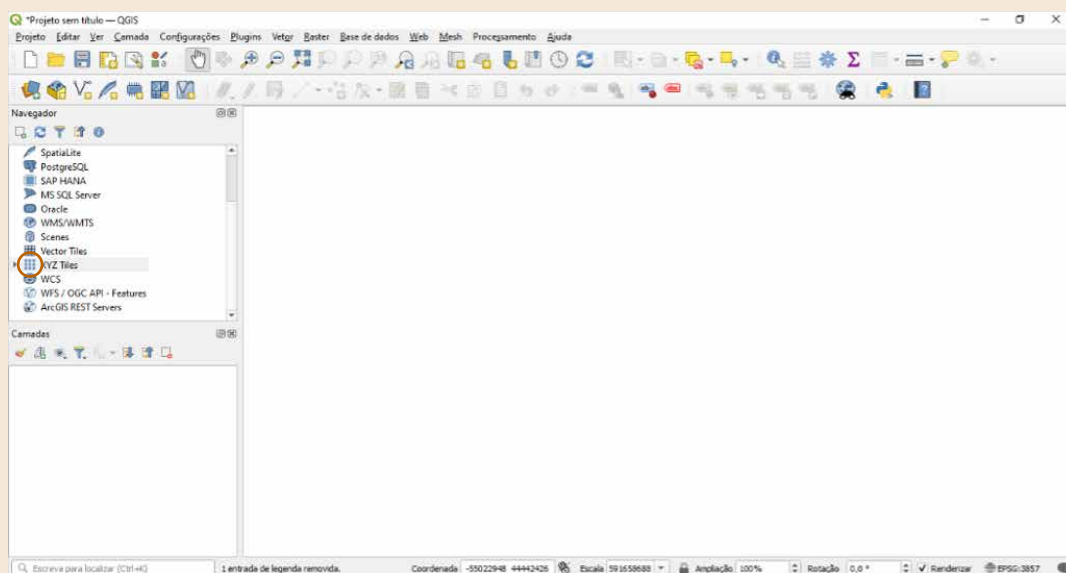 *Projeto sem título — QGIS
Projeto Editar Ver Camada Configurações Plugins Vetor Raster Base de dados Web Mesh Processamento Ajuda
Navegador
SpatiaLite
PostgreSQL
SAP HANA
MS SQL Server
Oracle
WMS/WMTS
Scenes
Vector Tiles
XYZ Tiles
WCS
WFS / OGC API - Features
ArcGIS REST Servers
Camadas
Escreva para localizar (Ctrl+K) 1 entrada de legenda removida. Coordenada -55022948 44442426 Escala 591658688 Ampliação 100% Rotação 0,0 ° Renderizar EPSG:3857